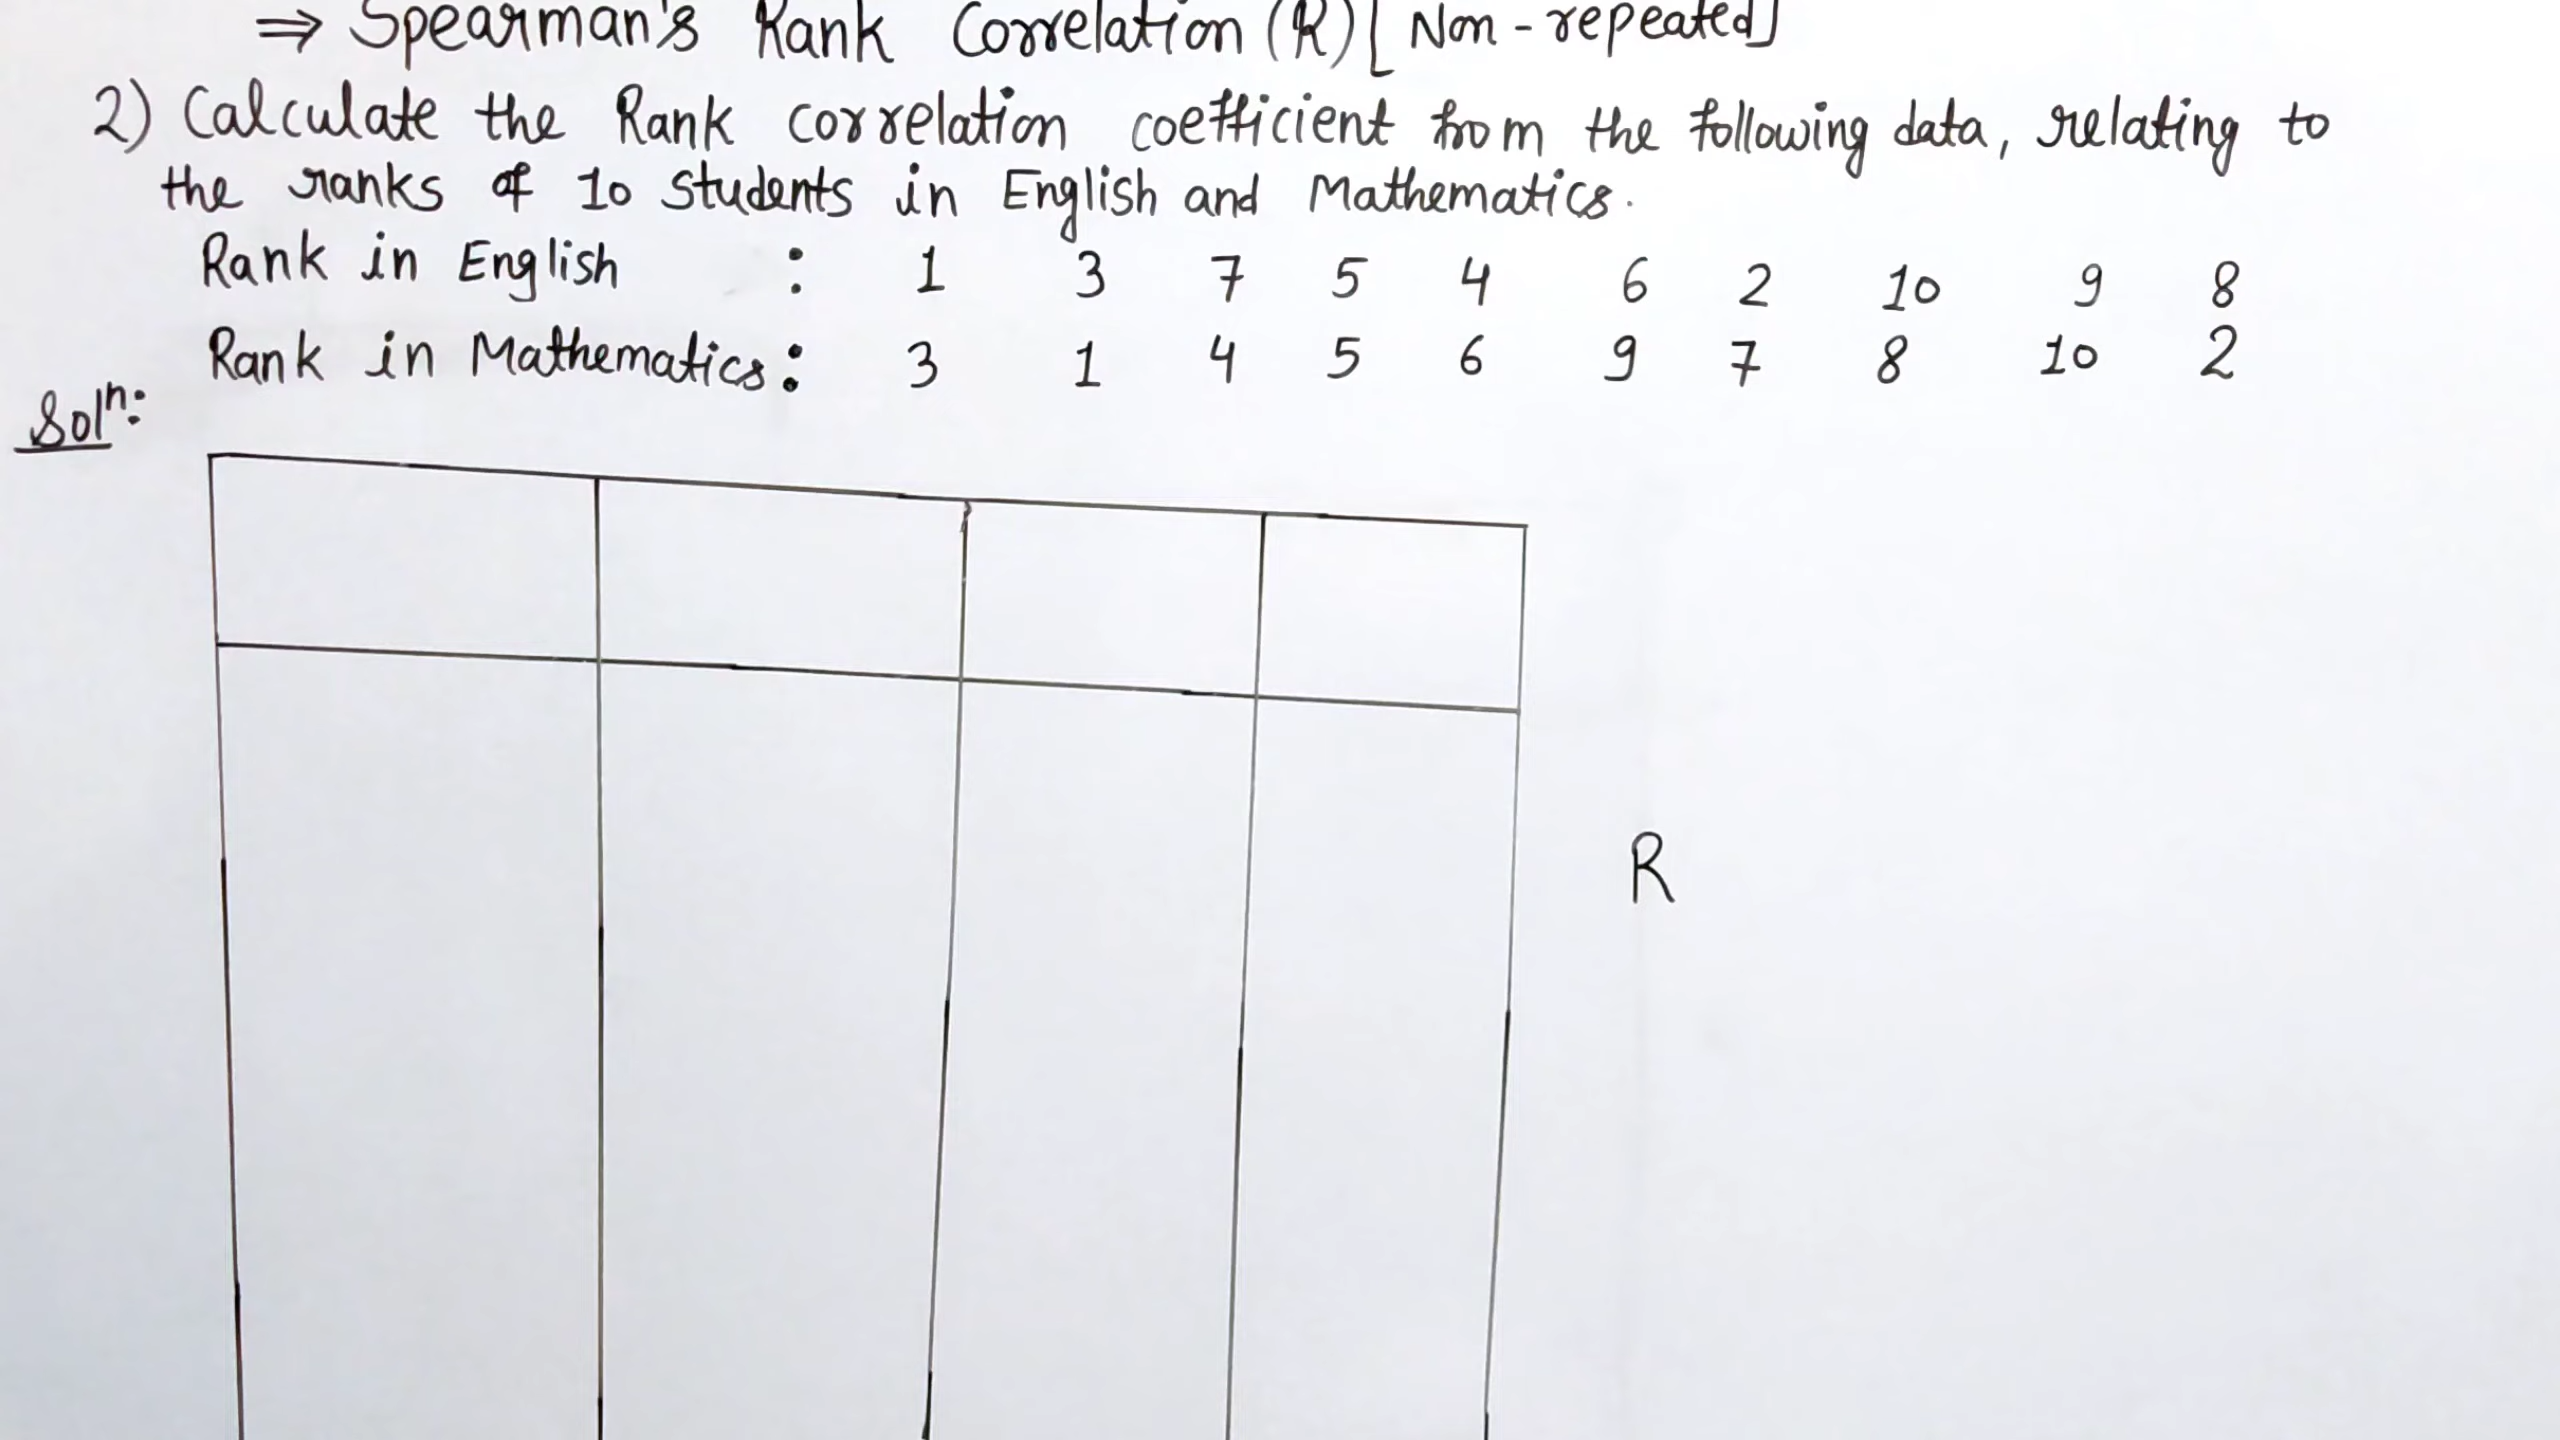 ⇒ Spearman's Rank Correlation (R) [Non-repeated]
2) Calculate the Rank correlation coefficient from the following data, relating to
the ranks of 10 students in English and Mathematics.
Rank in English : 1 3 7 5 4 6 2 10 9 8
Rank in Mathematics : 3 1 4 5 6 9 7 8 10 2
Solⁿ:
R